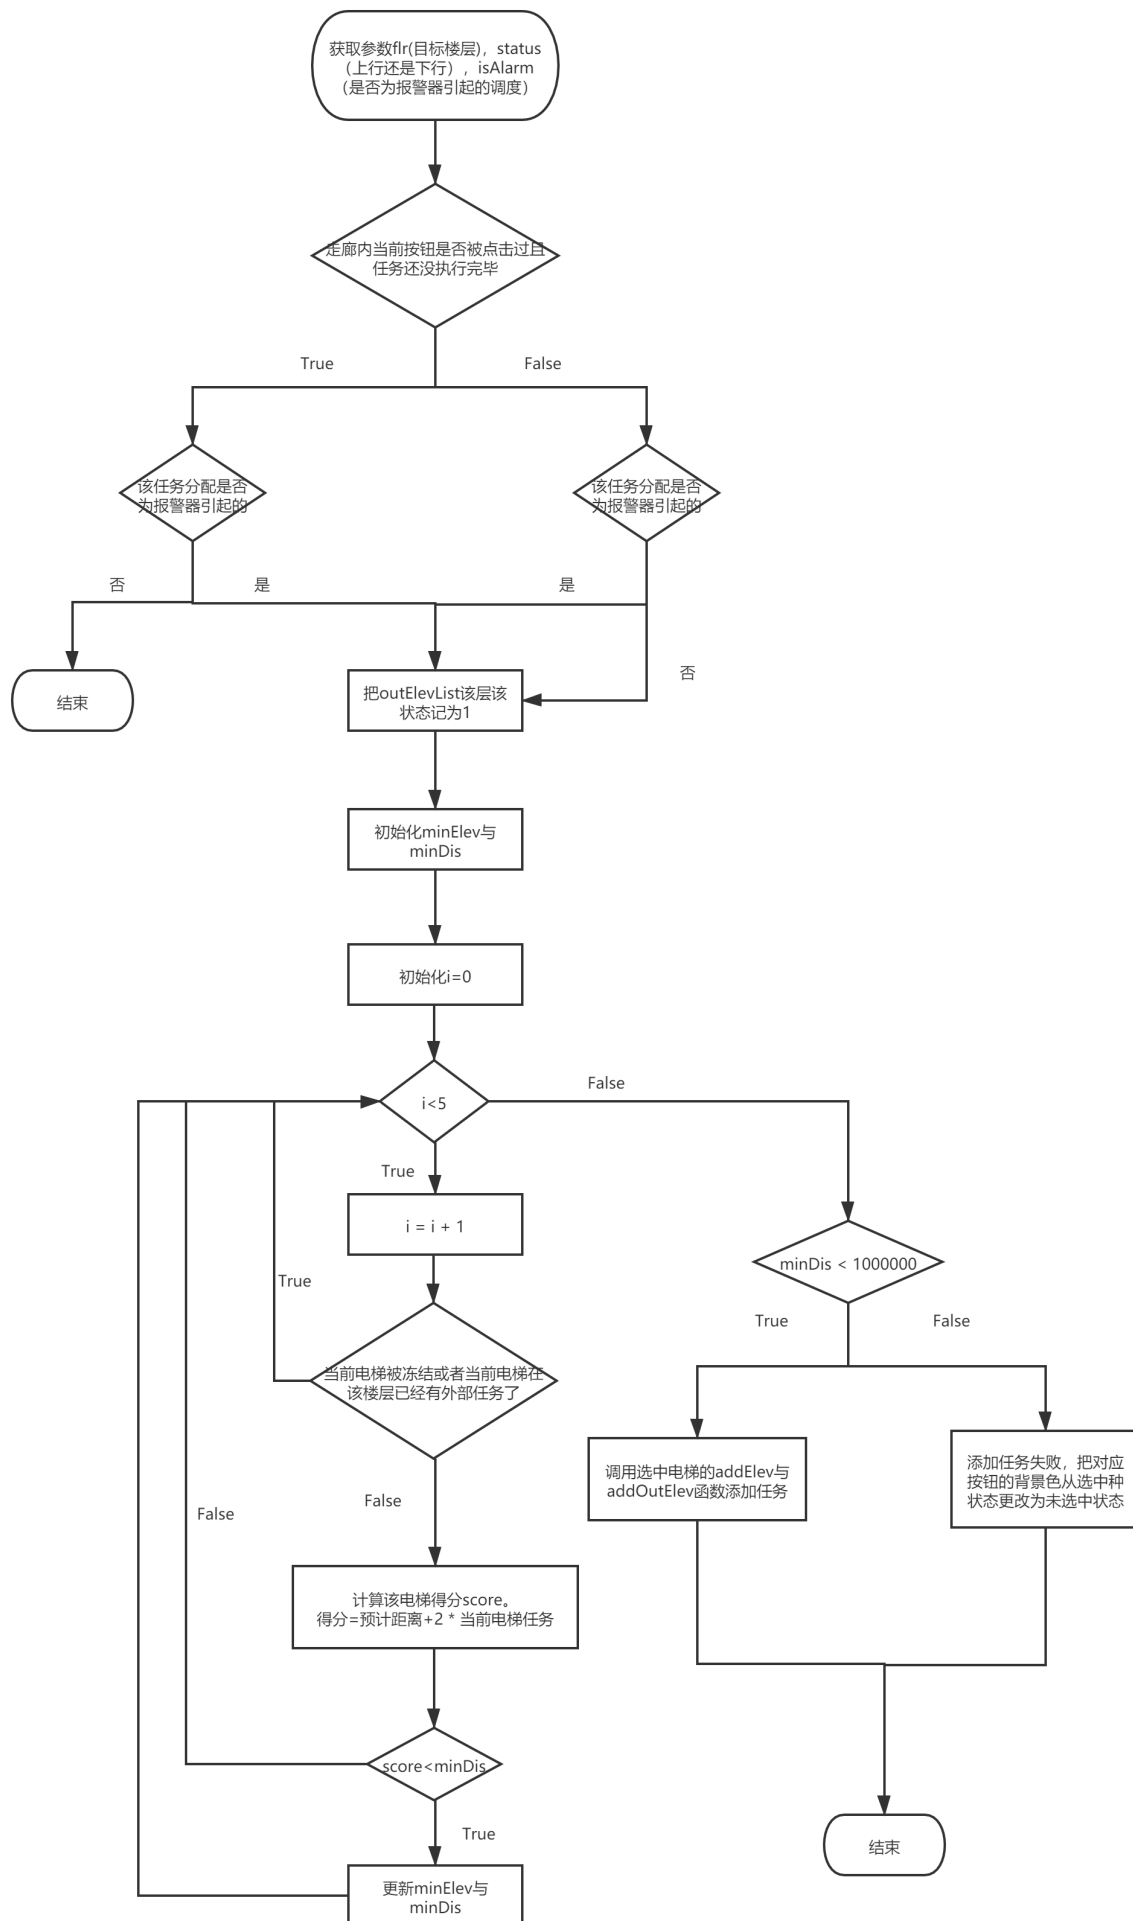 获取参数flr(目标楼层)，status
（上行还是下行），isAlarm
（是否为报警器引起的调度）
走廊内当前按钮是否被点击过且
任务还没执行完毕
True
False
该任务分配是否
为报警器引起的
该任务分配是否
为报警器引起的
否
是
是
否
结束
把outElevList该层该
状态记为1
初始化minElev与
minDis
初始化i=0
i<5
False
True
i = i + 1
minDis < 1000000
True
True
False
当前电梯被冻结或者当前电梯在
该楼层已经有外部任务了
调用选中电梯的addElev与
addOutElev函数添加任务
添加任务失败，把对应
按钮的背景色从选中种
状态更改为未选中状态
False
False
计算该电梯得分score。
得分=预计距离+2 * 当前电梯任务
score<minDis
True
结束
更新minElev与
minDis